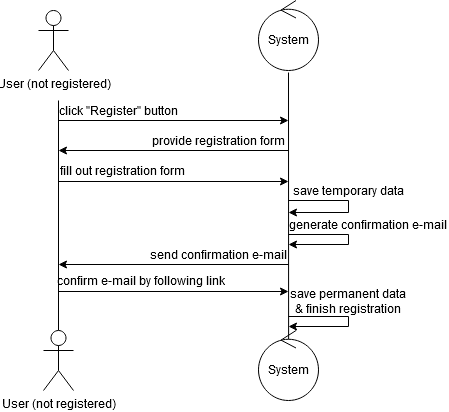 System
User (not registered)
click "Register" button
provide registration form
fill out registration form
save temporary data
generate confirmation e-mail
send confirmation e-mail
confirm e-mail by following link
save permanent data
& finish registration
System
User (not registered)